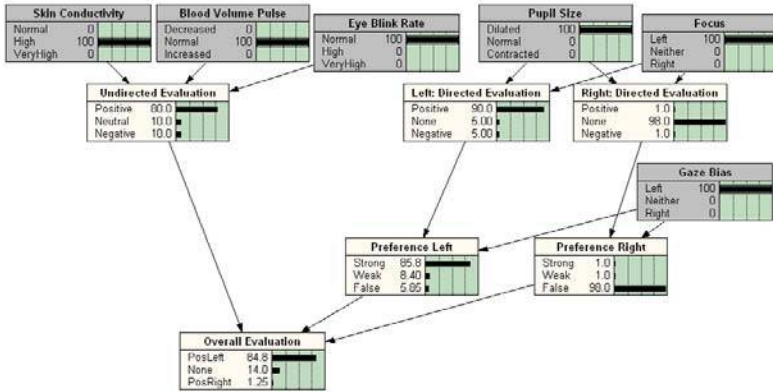 Skin Conductivity
Normal 0
High 100
VeryHigh 0
Blood Volume Pulse
Decreased 0
Normal 100
Increased 0
Eye Blink Rate
Normal 100
High 0
VeryHigh 0
Pupil Size
Dilated 100
Normal 0
Contracted 0
Focus
Left 100
Neither 0
Right 0
Undirected Evaluation
Positive 80.0
Neutral 10.0
Negative 10.0
Left: Directed Evaluation
Positive 90.0
None 5.00
Negative 5.00
Right: Directed Evaluation
Positive 1.0
None 98.0
Negative 1.0
Gaze Bias
Left 100
Neither 0
Right 0
Preference Left
Strong 85.8
Weak 8.40
False 5.85
Preference Right
Strong 1.0
Weak 1.0
False 98.0
Overall Evaluation
PosLeft 84.8
None 14.0
PosRight 1.25